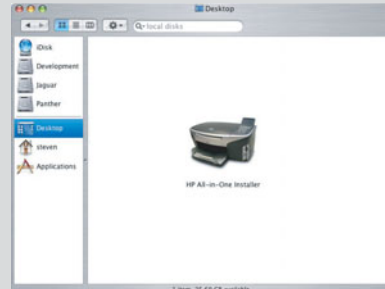 Desktop
local disks
iDisk
Development
Jaguar
Panther
Desktop
steven
Applications
HP All-in-One Installer